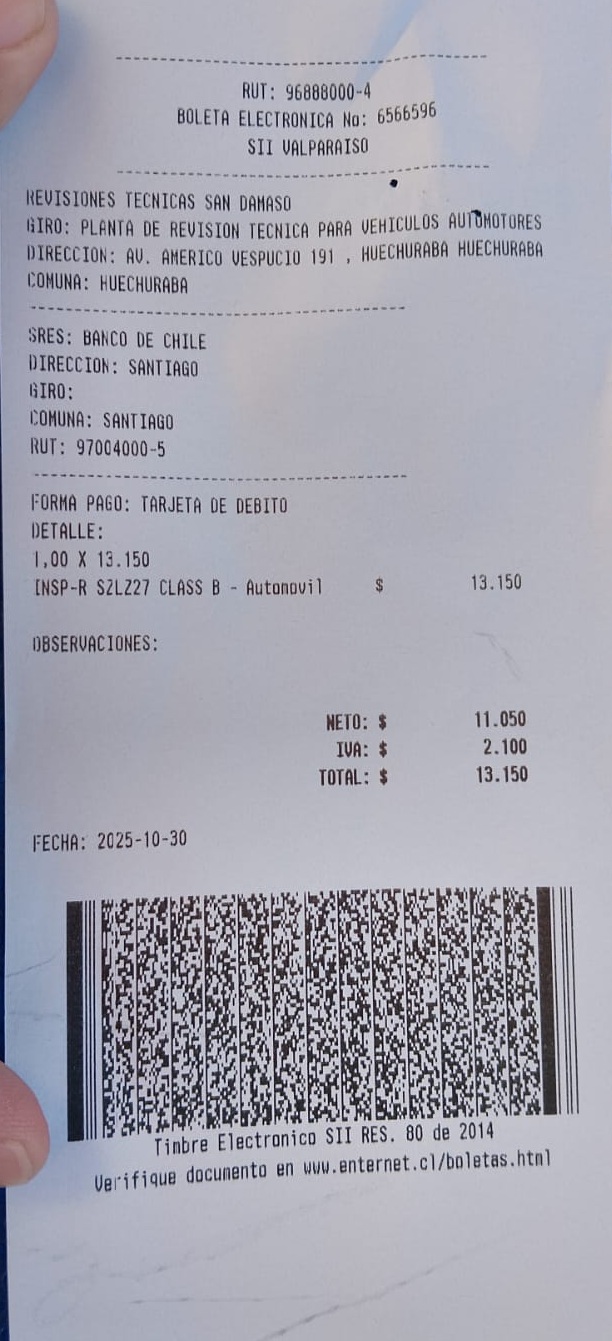 RUT: 96888000-4
BOLETA ELECTRONICA No: 6566596
SII VALPARAISO
REVISIONES TECNICAS SAN DAMASO
GIRO: PLANTA DE REVISION TECNICA PARA VEHICULOS AUTOMOTORES
DIRECCION: AV. AMERICO VESPUCIO 191 , HUECHURABA HUECHURABA
COMUNA: HUECHURABA
SRES: BANCO DE CHILE
DIRECCION: SANTIAGO
GIRO:
COMUNA: SANTIAGO
RUT: 97004000-5
FORMA PAGO: TARJETA DE DEBITO
DETALLE:
1,00 X 13.150
INSP-R SZLZ27 CLASS B - Automovil $ 13.150
OBSERVACIONES:
NETO: $ 11.050
IVA: $ 2.100
TOTAL: $ 13.150
FECHA: 2025-10-30
Timbre Electronico SII RES. 80 de 2014
Verifique documento en www.enternet.cl/boletas.html